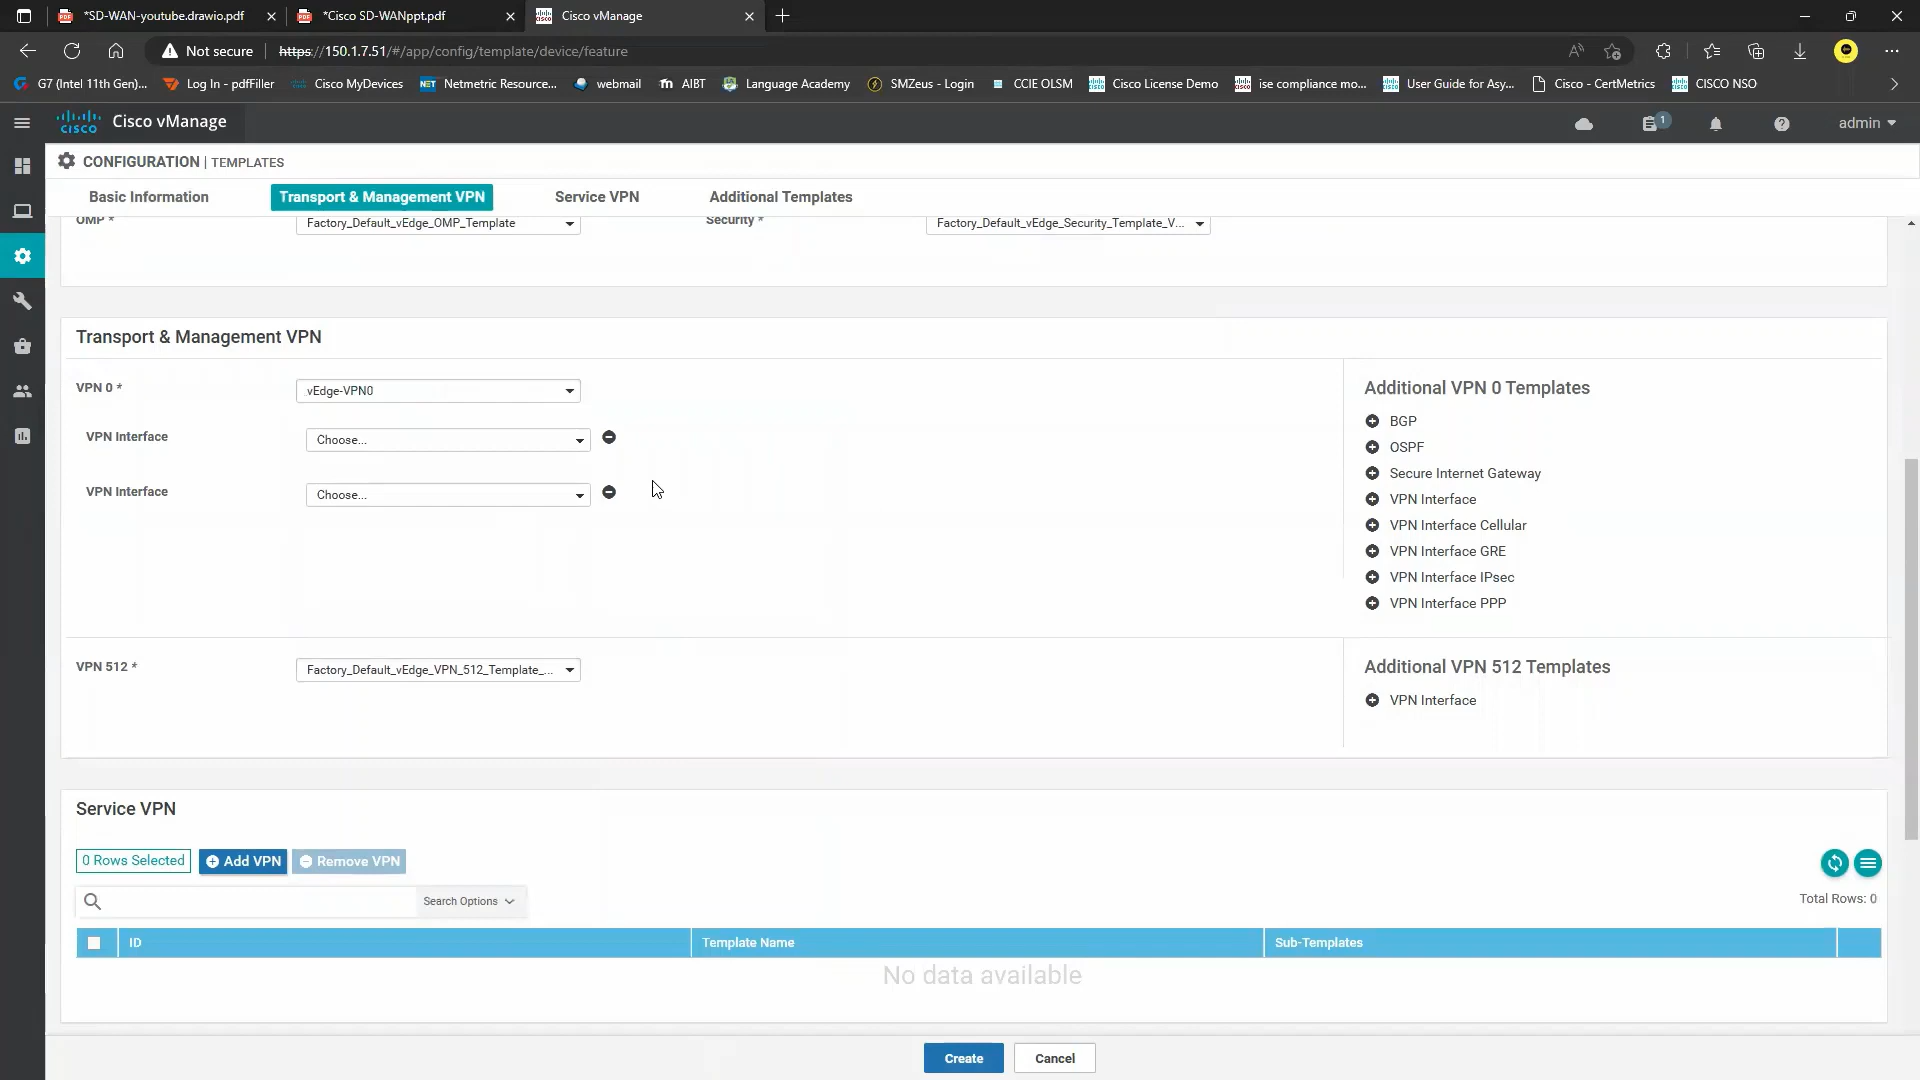 *SD-WAN-youtube.drawio.pdf
*Cisco SD-WANppt.pdf
Cisco vManage
Not secure
https://150.1.7.51/#/app/config/template/device/feature
G7 (Intel 11th Gen)...
Log In - pdfFiller
Cisco MyDevices
NET
Netmetric Resource...
webmail
m AIBT
Language Academy
SMZeus - Login
CCIE OLSM
Cisco License Demo
ise compliance mo...
User Guide for Asy...
Cisco - CertMetrics
CISCO NSO
CISCO
Cisco vManage
1
admin
CONFIGURATION | TEMPLATES
Basic Information
Transport & Management VPN
Service VPN
Additional Templates
OMP *
Factory_Default_vEdge_OMP_Template
Security *
Factory_Default_vEdge_Security_Template_V...
Transport & Management VPN
VPN 0 *
vEdge-VPN0
VPN Interface
Choose...
VPN Interface
Choose...
Additional VPN 0 Templates
BGP
OSPF
Secure Internet Gateway
VPN Interface
VPN Interface Cellular
VPN Interface GRE
VPN Interface IPsec
VPN Interface PPP
VPN 512 *
Factory_Default_vEdge_VPN_512_Template_...
Additional VPN 512 Templates
VPN Interface
Service VPN
0 Rows Selected
Add VPN
Remove VPN
Search Options
Total Rows: 0
ID
Template Name
Sub-Templates
No data available
Create
Cancel